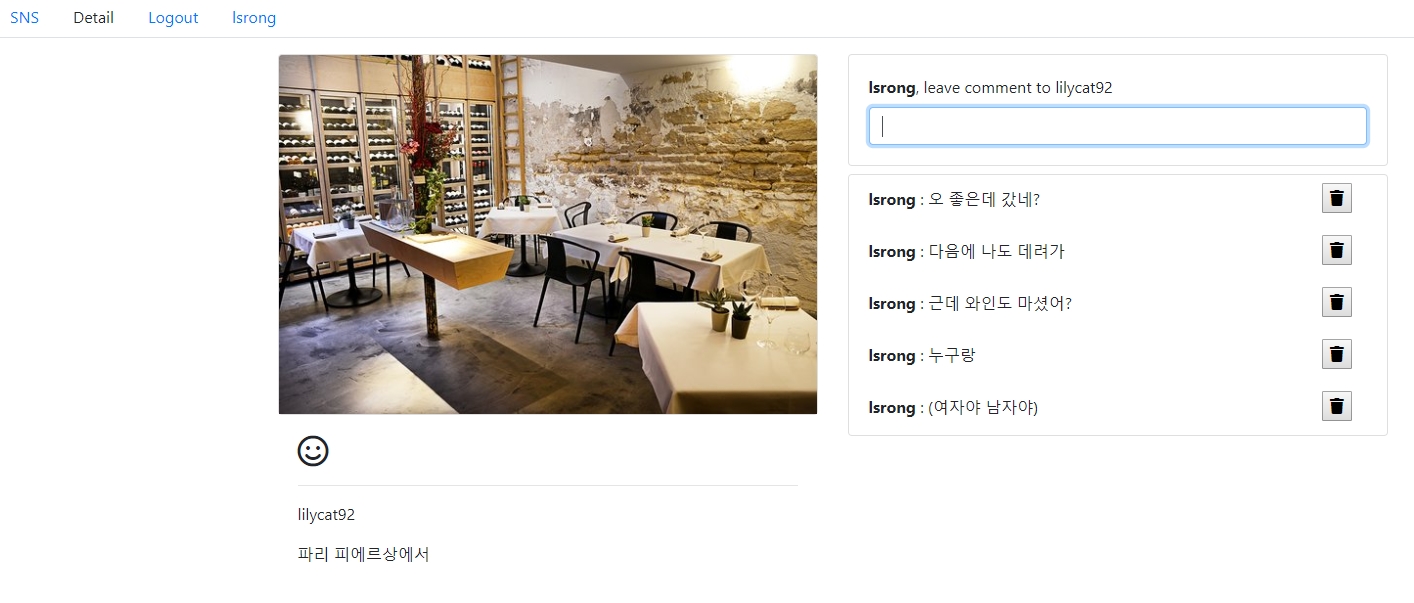 SNS Detail Logout lsrong
lsrong, leave comment to lilycat92
lsrong : 오 좋은데 갔네?
lsrong : 다음에 나도 데려가
lsrong : 근데 와인도 마셨어?
lsrong : 누구랑
lsrong : (여자야 남자야)
lilycat92
파리 피에르상에서